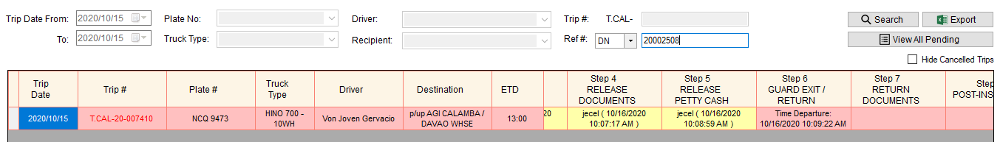 Trip Date From: 2020/10/15 Plate No: Driver: Trip #: T.CAL- Search Export
To: 2020/10/15 Truck Type: Recipient: Ref #: DN 20002508 View All Pending
Hide Cancelled Trips
Trip Date Trip # Plate # Truck Type Driver Destination ETD Step 4 RELEASE DOCUMENTS Step 5 RELEASE PETTY CASH Step 6 GUARD EXIT / RETURN Step 7 RETURN DOCUMENTS Step POST-INS
2020/10/15 T.CAL-20-007410 NCQ 9473 HINO 700 - 10WH Von Joven Gervacio p/up AGI CALAMBA / DAVAO WHSE 13:00 20 jecel ( 10/16/2020 10:07:17 AM ) jecel ( 10/16/2020 10:08:59 AM ) Time Departure: 10/16/2020 10:09:22 AM